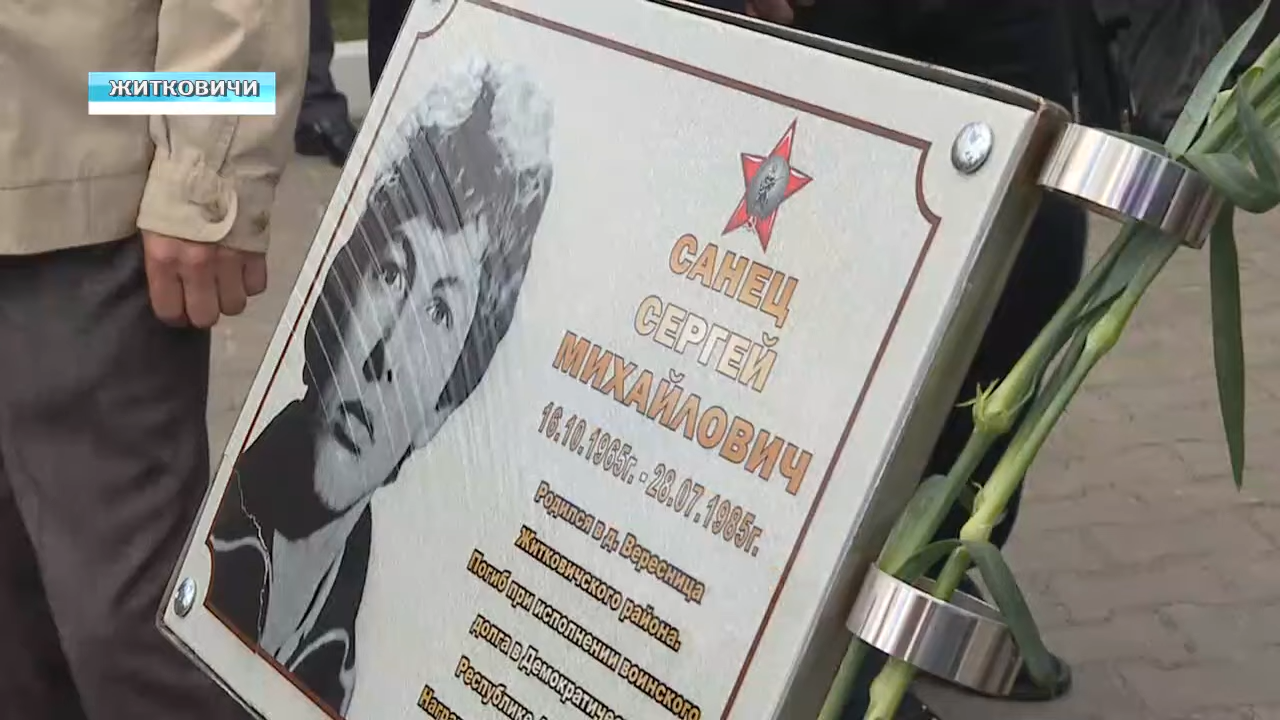 ЖИТКОВИЧИ
САНЕЦ
СЕРГЕЙ
МИХАЙЛОВИЧ
16.10.1965г. - 28.07.1985г.
Родился в д. Вересница
Житковичского района.
Погиб при исполнении воинского
долга в
Республике